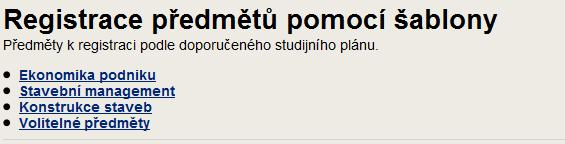 Registrace předmětů pomocí šablony
Předměty k registraci podle doporučeného studijního plánu.
Ekonomika podniku
Stavební management
Konstrukce staveb
Volitelné předměty